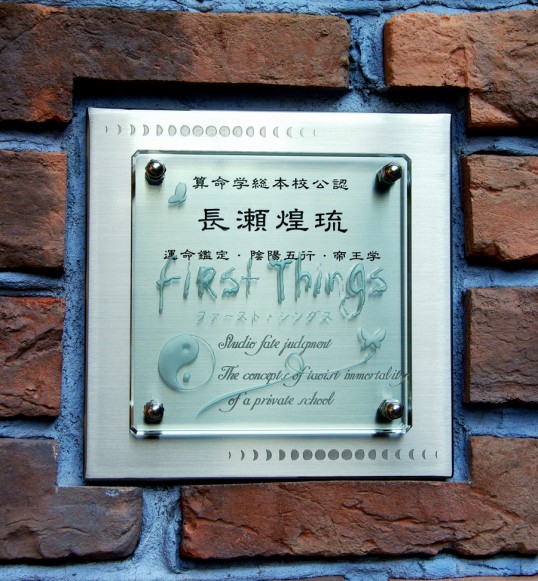 算命学総本校公認
長瀬煌琉
運命鑑定・陰陽五行・帝王学
first Things
ファースト・シングス
Studio fate judgment
The concepts of taoist immortality
of a private school